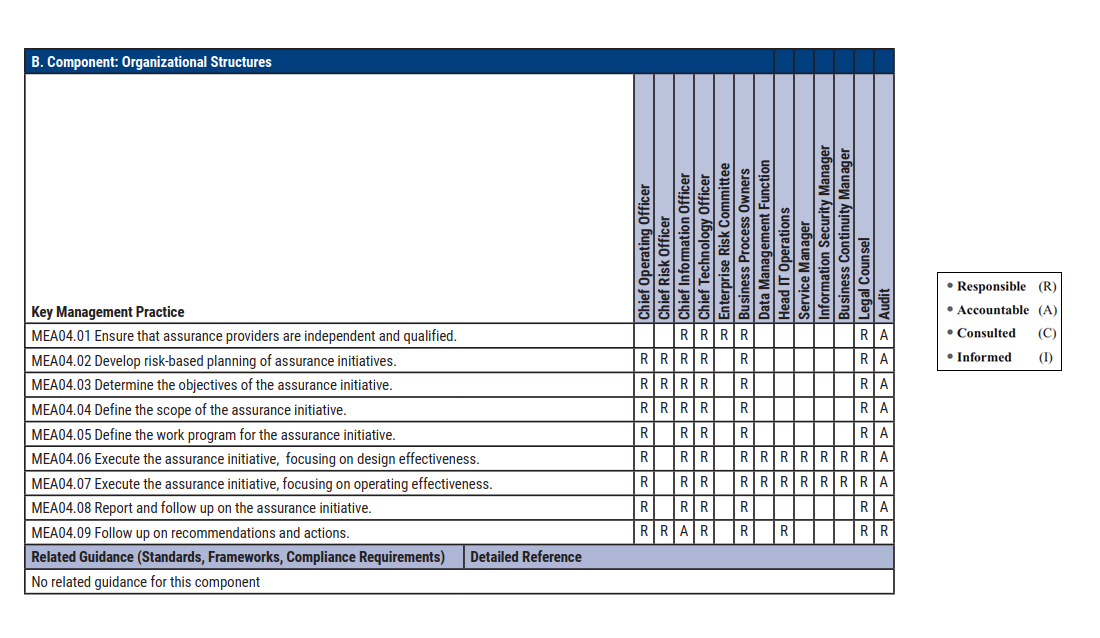 B. Component: Organizational Structures
Key Management Practice
Chief Operating Officer
Chief Risk Officer
Chief Information Officer
Chief Technology Officer
Enterprise Risk Committee
Business Process Owners
Data Management Function
Head IT Operations
Service Manager
Information Security Manager
Business Continuity Manager
Legal Counsel
Audit
MEA04.01 Ensure that assurance providers are independent and qualified. R R R R R A
MEA04.02 Develop risk-based planning of assurance initiatives. R R R R R R A
MEA04.03 Determine the objectives of the assurance initiative. R R R R R R A
MEA04.04 Define the scope of the assurance initiative. R R R R R R A
MEA04.05 Define the work program for the assurance initiative. R R R R R A
MEA04.06 Execute the assurance initiative, focusing on design effectiveness. R R R R R R R R R R A
MEA04.07 Execute the assurance initiative, focusing on operating effectiveness. R R R R R R R R R R A
MEA04.08 Report and follow up on the assurance initiative. R R R R R A
MEA04.09 Follow up on recommendations and actions. R R A R R R R R
Related Guidance (Standards, Frameworks, Compliance Requirements) Detailed Reference
No related guidance for this component
• Responsible (R)
• Accountable (A)
• Consulted (C)
• Informed (I)